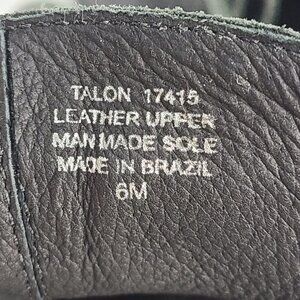 TALON 17415
LEATHER UPPER
MAN MADE SOLE
MADE IN BRAZIL
6M